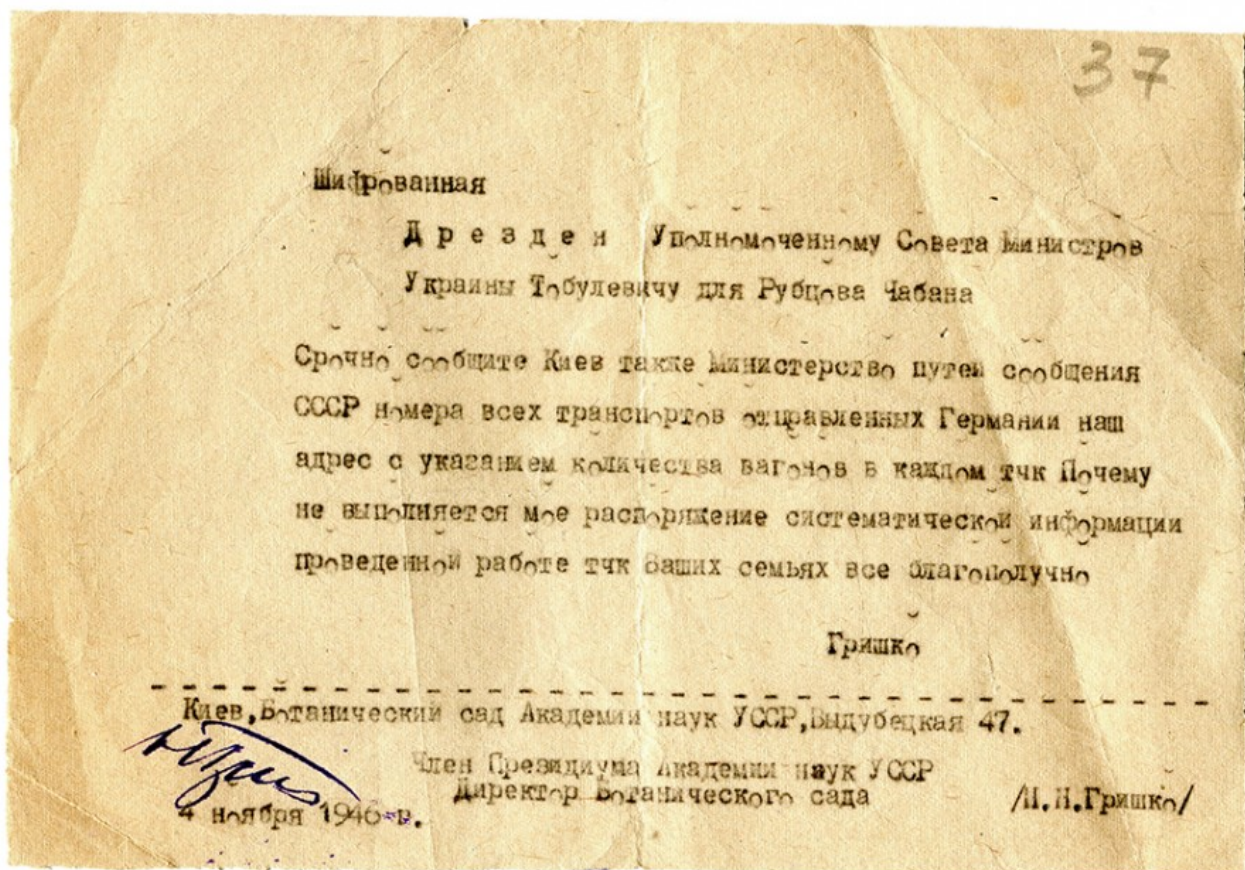 37
Шифрованная
Д р е з д е н Уполномоченному Совета Министров
Украины Тобулевичу для Рубцова Чабана
Срочно сообщите Киев также Министерство путей сообщения
СССР номера всех транспортов отправленных Германии наш
адрес с указанием количества вагонов в каждом тчк Почему
не выполняется мое распоряжение систематической информации
проведенной работе тчк Ваших семьях все благополучно
Гришко
Киев,Ботанический сад Академии наук УССР,Выдубецкая 47.
Член Президиума Академии наук УССР
Директор Ботанического сада /Н.Н.Гришко/
4 ноября 1946 г.